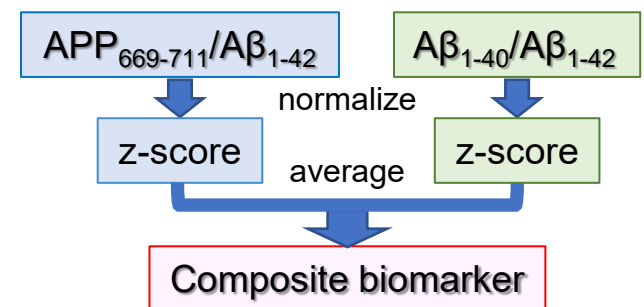 APP669-711/Aβ1-42 Aβ1-40/Aβ1-42
normalize
z-score z-score
average
Composite biomarker